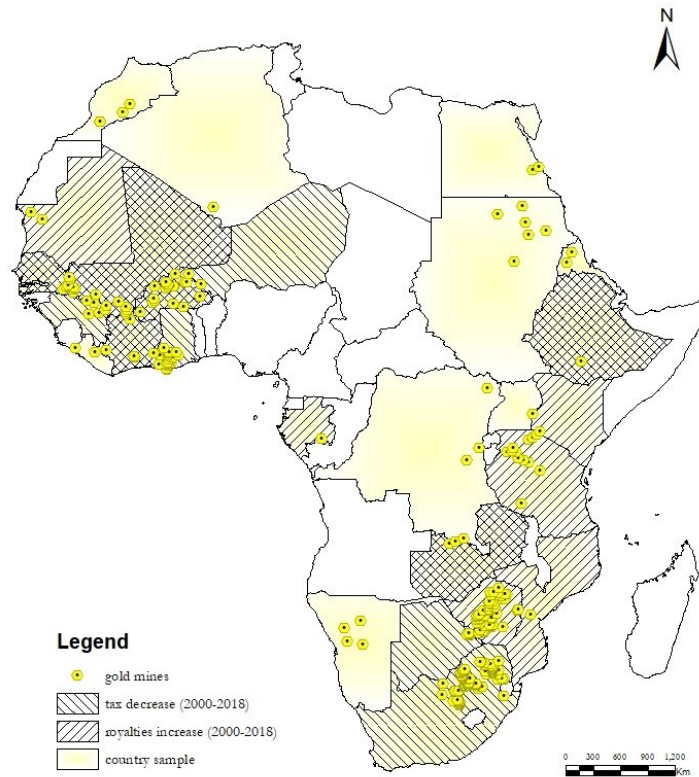 N
Legend
gold mines
tax decrease (2000-2018)
royalties increase (2000-2018)
country sample
0 300 600 900 1,200
Km